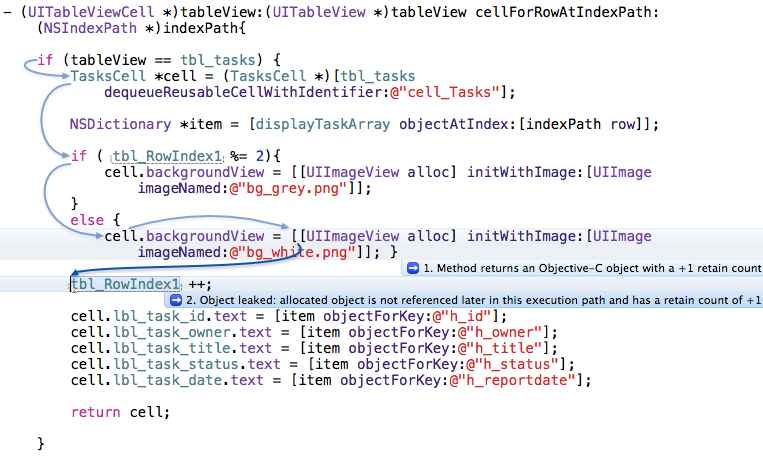 - (UITableViewCell *)tableView:(UITableView *)tableView cellForRowAtIndexPath:
(NSIndexPath *)indexPath{
if (tableView == tbl_tasks) {
TasksCell *cell = (TasksCell *)[tbl_tasks
dequeueReusableCellWithIdentifier:@"cell_Tasks"];
NSDictionary *item = [displayTaskArray objectAtIndex:[indexPath row]];
if ( tbl_RowIndex1 %= 2){
cell.backgroundView = [[UIImageView alloc] initWithImage:[UIImage
imageNamed:@"bg_grey.png"]];
}
else {
cell.backgroundView = [[UIImageView alloc] initWithImage:[UIImage
imageNamed:@"bg_white.png"]]; }
1. Method returns an Objective-C object with a +1 retain count
tbl_RowIndex1 ++;
2. Object leaked: allocated object is not referenced later in this execution path and has a retain count of +1
cell.lbl_task_id.text = [item objectForKey:@"h_id"];
cell.lbl_task_owner.text = [item objectForKey:@"h_owner"];
cell.lbl_task_title.text = [item objectForKey:@"h_title"];
cell.lbl_task_status.text = [item objectForKey:@"h_status"];
cell.lbl_task_date.text = [item objectForKey:@"h_reportdate"];
return cell;
}